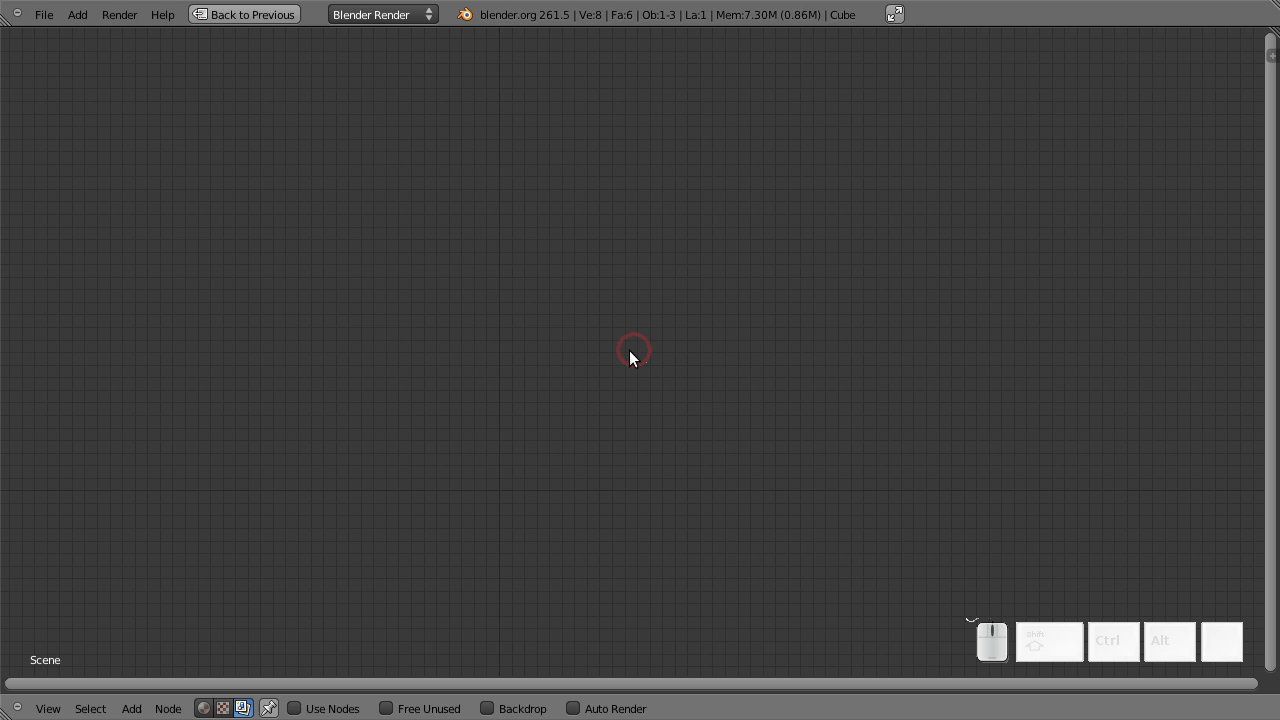 File Add Render Help Back to Previous Blender Render blender.org 261.5 | Ve:8 | Fa:6 | Ob:1-3 | La:1 | Mem:7.30M (0.86M) | Cube
Shift Ctrl Alt
Scene
View Select Add Node Use Nodes Free Unused Backdrop Auto Render